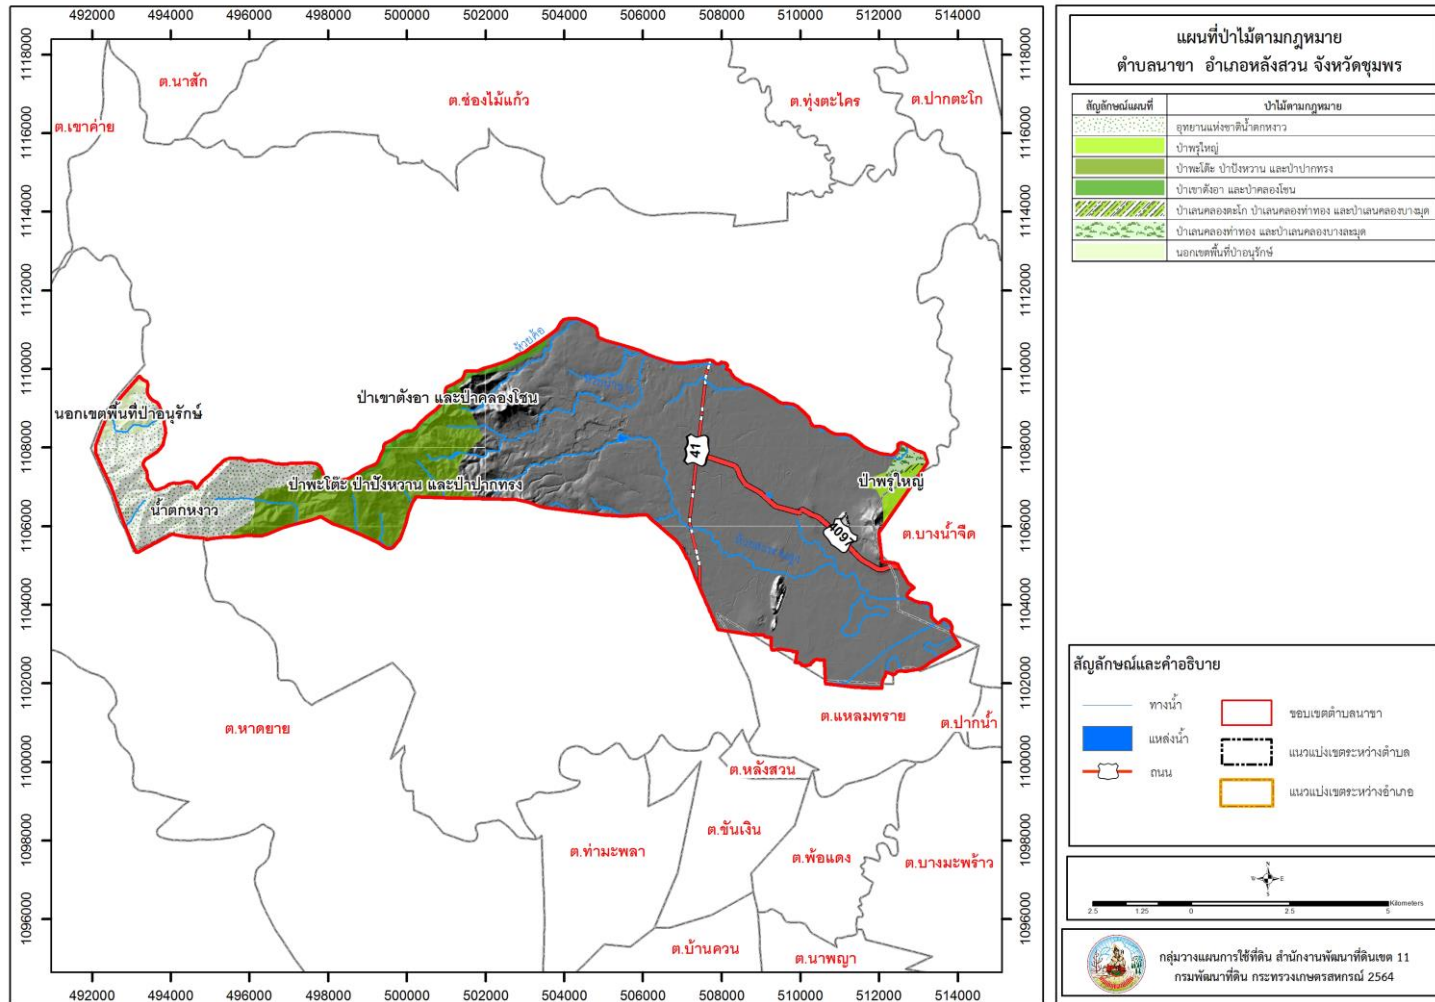 492000 494000 496000 498000 500000 502000 504000 506000 508000 510000 512000 514000
1118000 1118000
1116000 1116000
1114000 1114000
1112000 1112000
1110000 1110000
1108000 1108000
1106000 1106000
1104000 1104000
1102000 1102000
1100000 1100000
1098000 1098000
1096000 1096000
ต.นาสัก
ต.ช่องไม้แก้ว
ต.ทุ่งตะไคร
ต.ปากตะโก
ต.เขาค่าย
ห้วยค้อ
ป่าเขาตังอา และป่าคลองโชน
นอกเขตพื้นที่ป่าอนุรักษ์
41
ป่าพะโต๊ะ ป่าปังหวาน และป่าปากทรง
ป่าพรุใหญ่
น้ำตกหงาว
4097
ต.บางน้ำจืด
ต.หาดยาย
ต.แหลมทราย
ต.ปากน้ำ
ต.หลังสวน
ต.ขันเงิน
ต.ท่ามะพลา
ต.พ้อแดง
ต.บางมะพร้าว
ต.บ้านควน
ต.นาพญา
492000 494000 496000 498000 500000 502000 504000 506000 508000 510000 512000 514000
แผนที่ป่าไม้ตามกฎหมาย
ตำบลนาขา อำเภอหลังสวน จังหวัดชุมพร
สัญลักษณ์แผนที่ ป่าไม้ตามกฎหมาย
อุทยานแห่งชาติน้ำตกหงาว
ป่าพรุใหญ่
ป่าพะโต๊ะ ป่าปังหวาน และป่าปากทรง
ป่าเขาตังอา และป่าคลองโชน
ป่าเลนคลองตะโก ป่าเลนคลองท่าทอง และป่าเลนคลองบางมุด
ป่าเลนคลองท่าทอง และป่าเลนคลองบางละมุด
นอกเขตพื้นที่ป่าอนุรักษ์
สัญลักษณ์และคำอธิบาย
ทางน้ำ
แหล่งน้ำ
ถนน
ขอบเขตตำบลนาขา
แนวแบ่งเขตระหว่างตำบล
แนวแบ่งเขตระหว่างอำเภอ
N
W E
S
Kilometers
2.5 1.25 0 2.5 5
กลุ่มวางแผนการใช้ที่ดิน สำนักงานพัฒนาที่ดินเขต 11
กรมพัฒนาที่ดิน กระทรวงเกษตรสหกรณ์ 2564